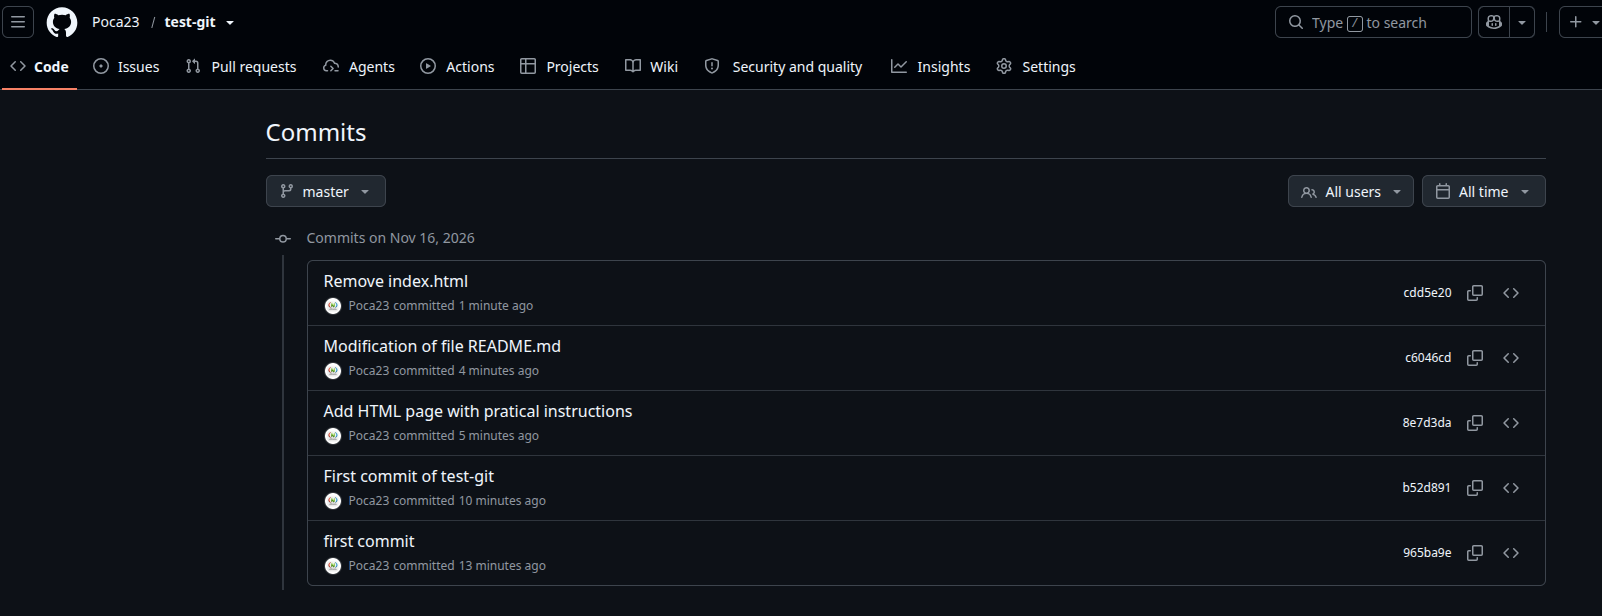 Poca23 / test-git
Type / to search
Code
Issues
Pull requests
Agents
Actions
Projects
Wiki
Security and quality
Insights
Settings
Commits
master
All users
All time
Commits on Nov 16, 2026
Remove index.html
Poca23 committed 1 minute ago
cdd5e20
Modification of file README.md
Poca23 committed 4 minutes ago
c6046cd
Add HTML page with pratical instructions
Poca23 committed 5 minutes ago
8e7d3da
First commit of test-git
Poca23 committed 10 minutes ago
b52d891
first commit
Poca23 committed 13 minutes ago
965ba9e